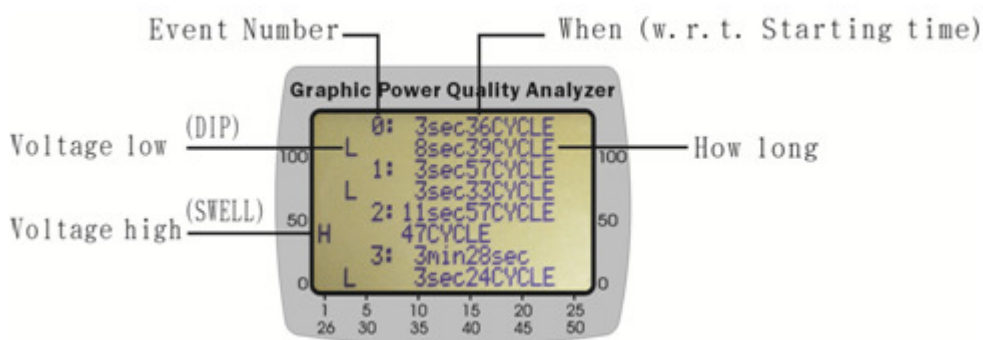 Event Number
When (w.r.t. Starting time)
Graphic Power Quality Analyzer
Voltage low (DIP)
Voltage high (SWELL)
How long
0: 3sec36CYCLE
L 8sec39CYCLE
1: 3sec57CYCLE
L 3sec33CYCLE
2: 11sec57CYCLE
H 47CYCLE
3: 3min28sec
L 3sec24CYCLE
100
50
0
100
50
0
1 5 10 15 20 25
26 30 35 40 45 50